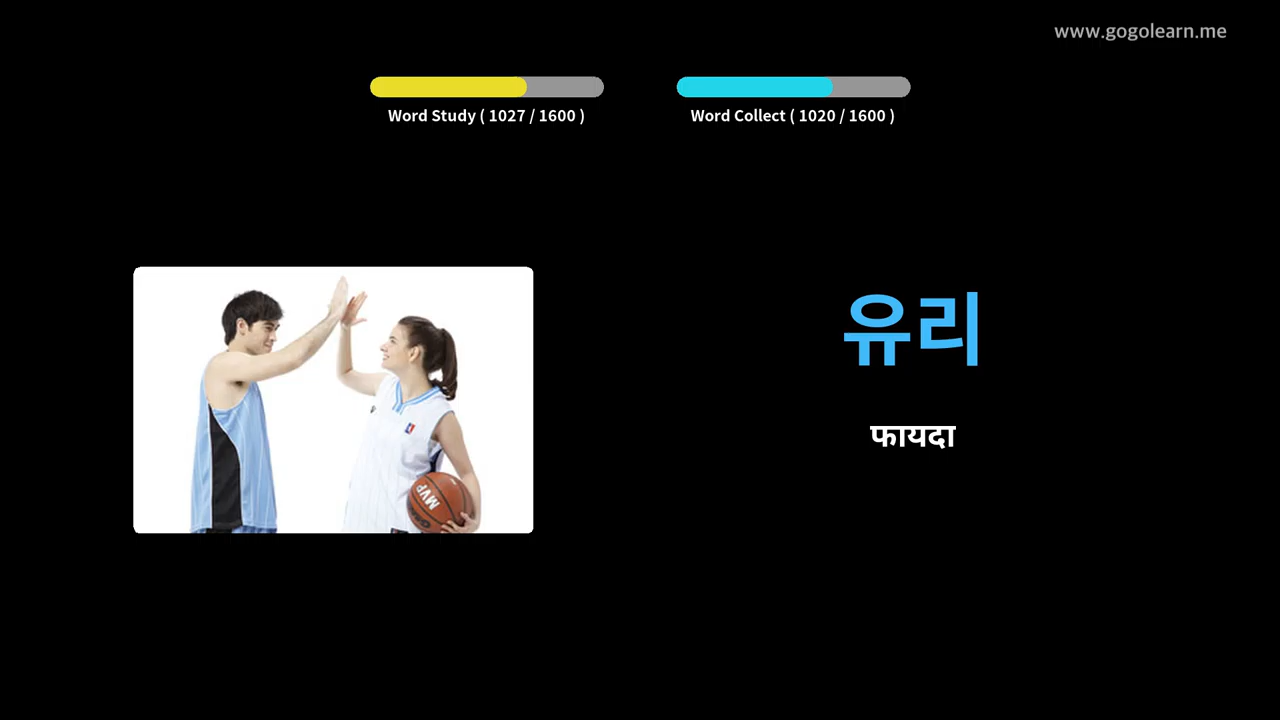 www.gogolearn.me
Word Study ( 1027 / 1600 )
Word Collect ( 1020 / 1600 )
유리
फायदा
MVP